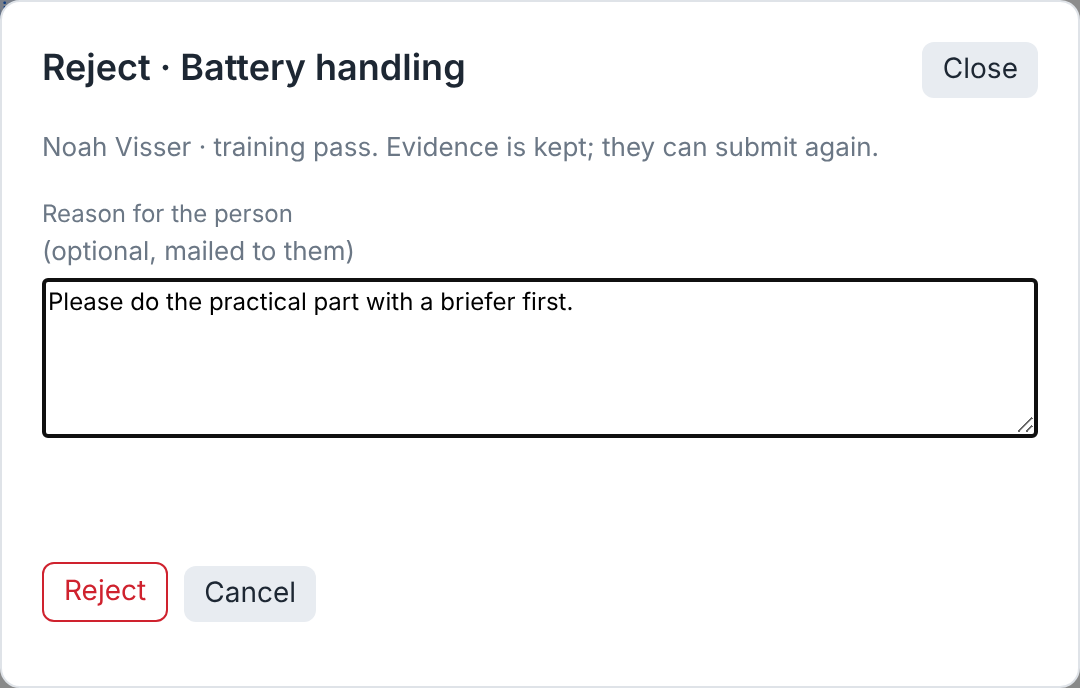 Reject · Battery handling
Close
Noah Visser · training pass. Evidence is kept; they can submit again.
Reason for the person
(optional, mailed to them)
Please do the practical part with a briefer first.
Reject
Cancel